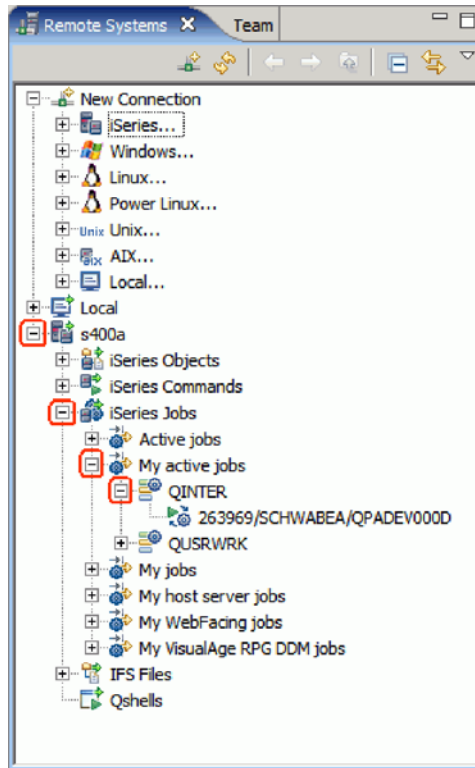 Remote Systems Team
New Connection
iSeries...
Windows...
Linux...
Power Linux...
Unix Unix...
AIX AIX...
Local...
Local
s400a
iSeries Objects
iSeries Commands
iSeries Jobs
Active jobs
My active jobs
QINTER
263969/SCHWABEA/QPADEV000D
QUSRWRK
My jobs
My host server jobs
My WebFacing jobs
My VisualAge RPG DDM jobs
IFS Files
Qshells